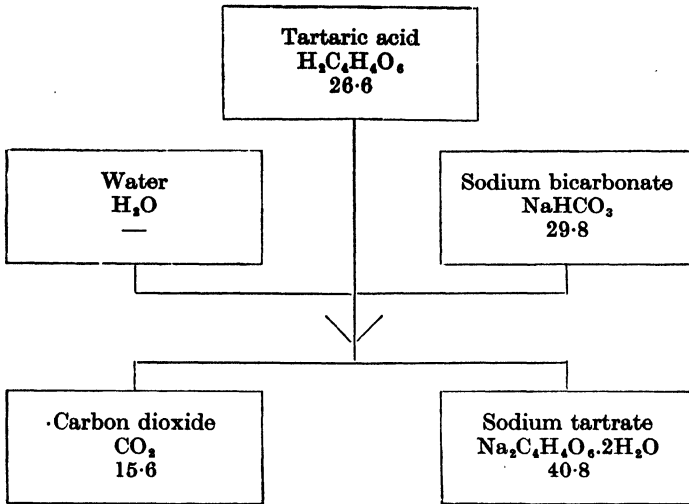 Tartaric acid
H₂C₄H₄O₆
26·6
Water
H₂O
—
Sodium bicarbonate
NaHCO₃
29·8
·Carbon dioxide
CO₂
15·6
Sodium tartrate
Na₂C₄H₄O₆.2H₂O
40·8